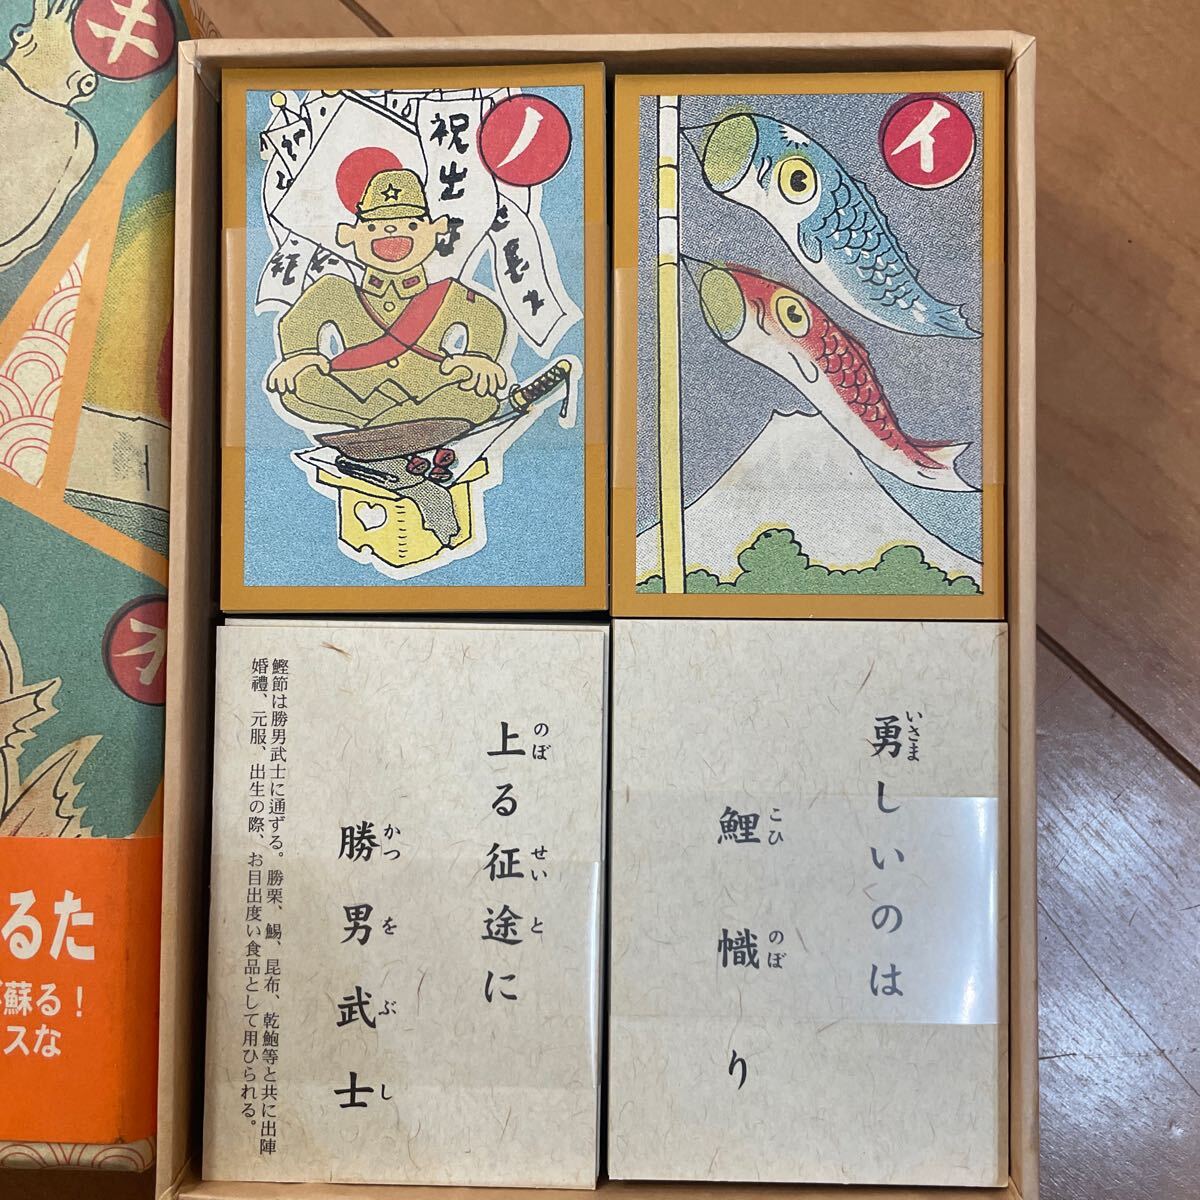 キ
オ
るた
蘇る！
スな
ノ
祝出
イ
上る征途に
のぼ せいと
勝男武士
かつをぶし
鰹節は勝男武士に通ずる。勝栗、鯣、昆布、乾鮑等と共に出陣
婚禮、元服、出生の際、お目出度い食品として用ひられる。
勇しいのは
いさま
鯉幟り
こひのぼ